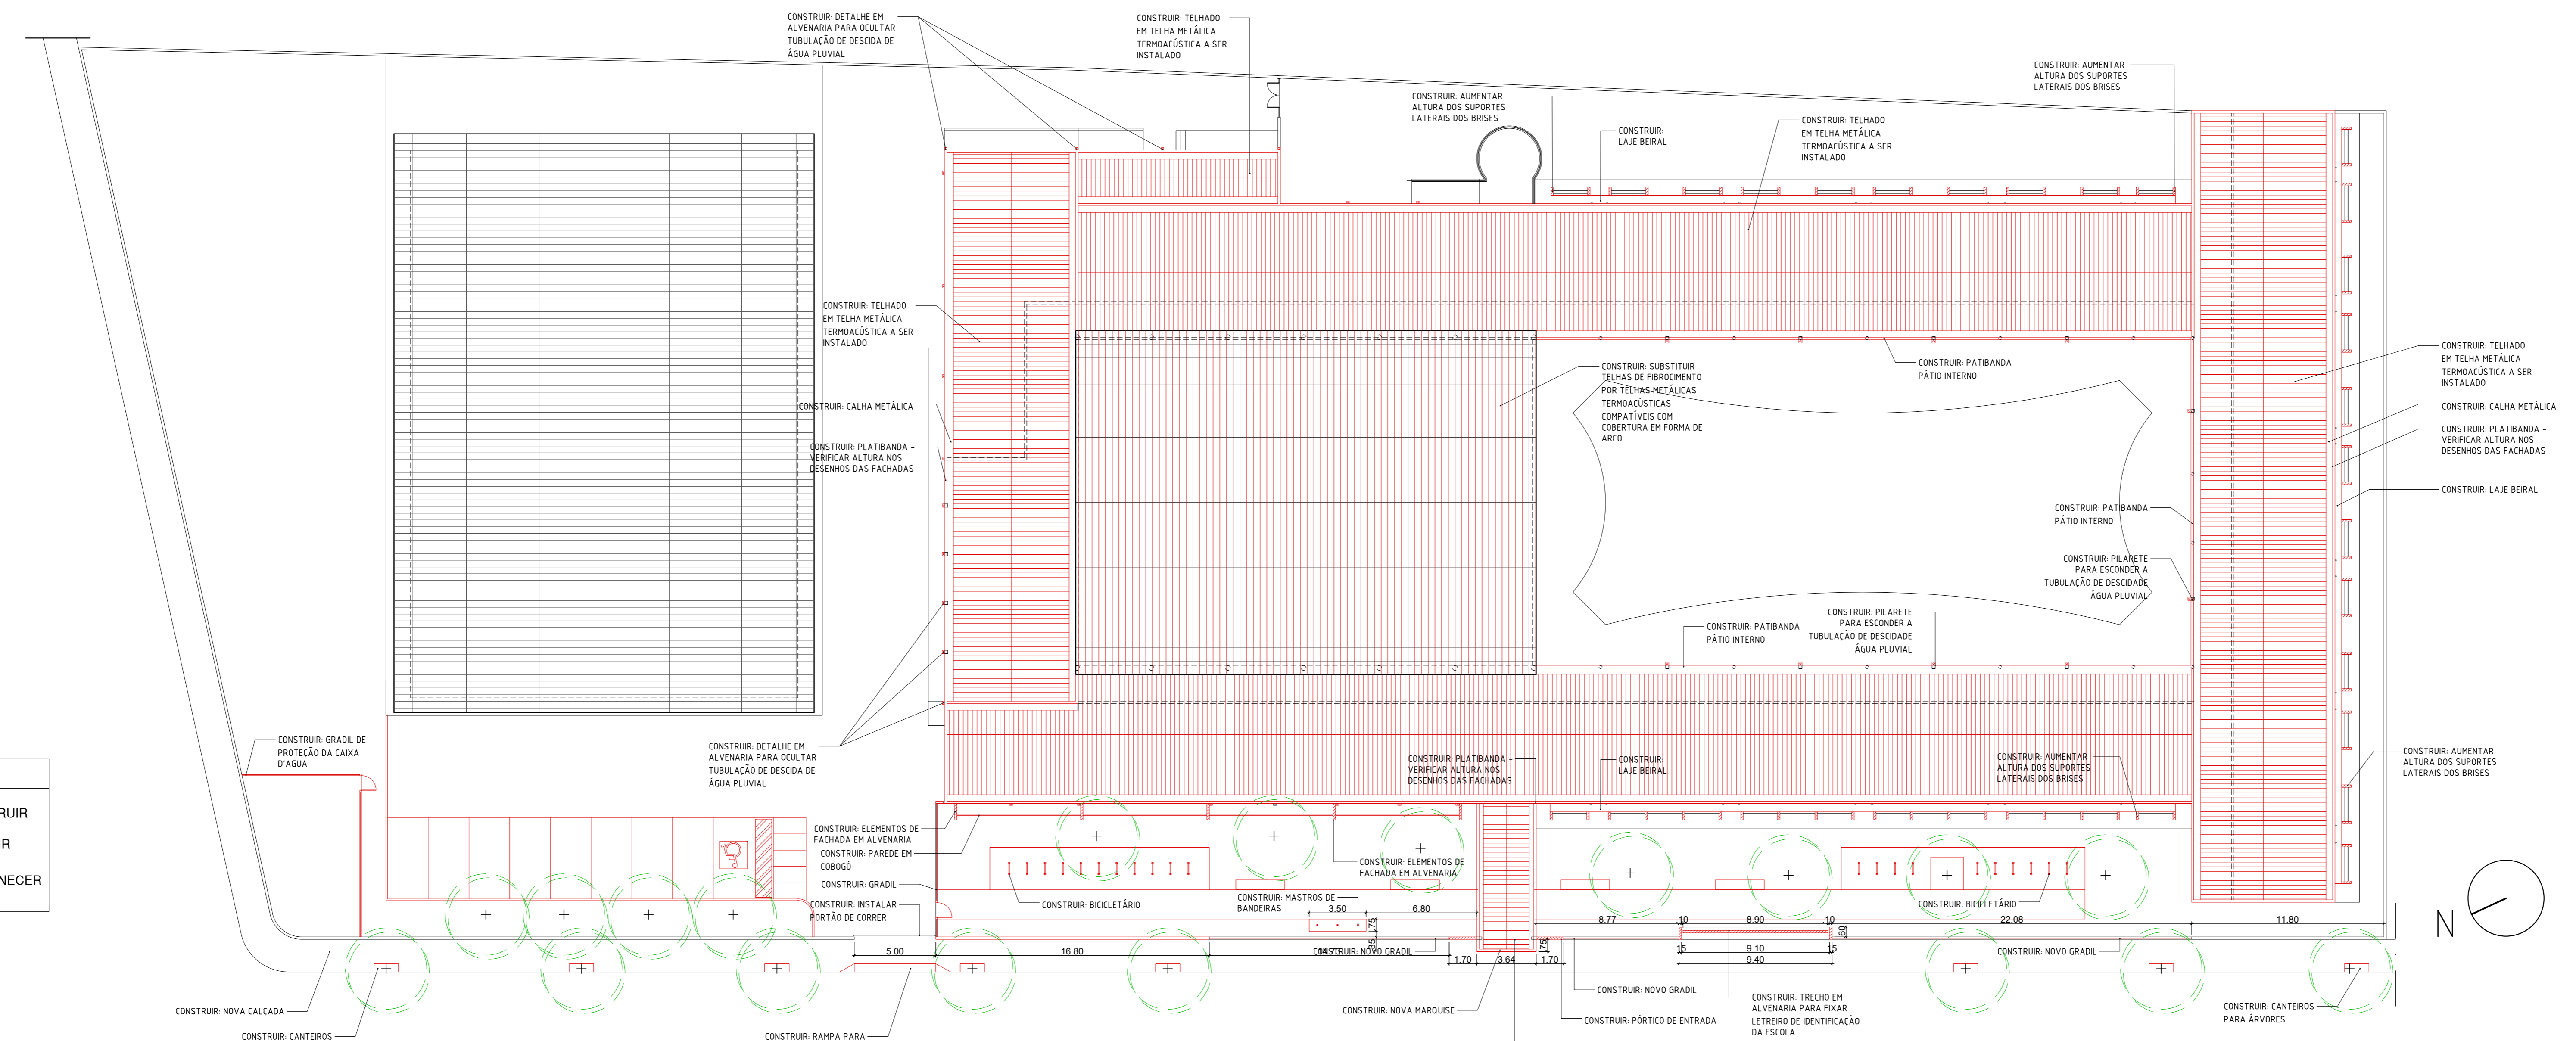 CONSTRUIR: DETALHE EM
ALVENARIA PARA OCULTAR
TUBULAÇÃO DE DESCIDA DE
ÁGUA PLUVIAL
CONSTRUIR: TELHADO
EM TELHA METÁLICA
TERMOACÚSTICA A SER
INSTALADO
CONSTRUIR: AUMENTAR
ALTURA DOS SUPORTES
LATERAIS DOS BRISES
CONSTRUIR: AUMENTAR
ALTURA DOS SUPORTES
LATERAIS DOS BRISES
CONSTRUIR:
LAJE BEIRAL
CONSTRUIR: TELHADO
EM TELHA METÁLICA
TERMOACÚSTICA A SER
INSTALADO
CONSTRUIR: TELHADO
EM TELHA METÁLICA
TERMOACÚSTICA A SER
INSTALADO
CONSTRUIR: CALHA METÁLICA
CONSTRUIR: PLATIBANDA -
VERIFICAR ALTURA NOS
DESENHOS DAS FACHADAS
CONSTRUIR: SUBSTITUIR
TELHAS DE FIBROCIMENTO
POR TELHAS METÁLICAS
TERMOACÚSTICAS
COMPATÍVEIS COM
COBERTURA EM FORMA DE
ARCO
CONSTRUIR: PATIBANDA
PÁTIO INTERNO
CONSTRUIR: TELHADO
EM TELHA METÁLICA
TERMOACÚSTICA A SER
INSTALADO
CONSTRUIR: CALHA METÁLICA
CONSTRUIR: PLATIBANDA -
VERIFICAR ALTURA NOS
DESENHOS DAS FACHADAS
CONSTRUIR: LAJE BEIRAL
CONSTRUIR: PATIBANDA
PÁTIO INTERNO
CONSTRUIR: PILARETE
PARA ESCONDER A
TUBULAÇÃO DE DESCIDADE
ÁGUA PLUVIAL
CONSTRUIR: PILARETE
PARA ESCONDER A
TUBULAÇÃO DE DESCIDADE
ÁGUA PLUVIAL
CONSTRUIR: PATIBANDA
PÁTIO INTERNO
CONSTRUIR: GRADIL DE
PROTEÇÃO DA CAIXA
D'AGUA
CONSTRUIR: DETALHE EM
ALVENARIA PARA OCULTAR
TUBULAÇÃO DE DESCIDA DE
ÁGUA PLUVIAL
CONSTRUIR: PLATIBANDA -
VERIFICAR ALTURA NOS
DESENHOS DAS FACHADAS
CONSTRUIR:
LAJE BEIRAL
CONSTRUIR: AUMENTAR
ALTURA DOS SUPORTES
LATERAIS DOS BRISES
CONSTRUIR: AUMENTAR
ALTURA DOS SUPORTES
LATERAIS DOS BRISES
RUIR
IR
NECER
CONSTRUIR: ELEMENTOS DE
FACHADA EM ALVENARIA
CONSTRUIR: PAREDE EM
COBOGÓ
CONSTRUIR: GRADIL
CONSTRUIR: INSTALAR
PORTÃO DE CORRER
CONSTRUIR: BICICLETÁRIO
CONSTRUIR: ELEMENTOS DE
FACHADA EM ALVENARIA
CONSTRUIR: MASTROS DE
BANDEIRAS
CONSTRUIR: BICICLETÁRIO
3.50
6.80
.75
.35
8.77
.10
8.90
.10
22.08
11.80
.60
5.00
16.80
14.73
CONSTRUIR: NOVO GRADIL
1.70
3.64
1.70
.75
.15
9.10
.15
9.40
CONSTRUIR: NOVO GRADIL
N
CONSTRUIR: NOVA CALÇADA
CONSTRUIR: CANTEIROS
CONSTRUIR: RAMPA PARA
CONSTRUIR: NOVA MARQUISE
CONSTRUIR: NOVO GRADIL
CONSTRUIR: PÓRTICO DE ENTRADA
CONSTRUIR: TRECHO EM
ALVENARIA PARA FIXAR
LETREIRO DE IDENTIFICAÇÃO
DA ESCOLA
CONSTRUIR: CANTEIROS
PARA ÁRVORES